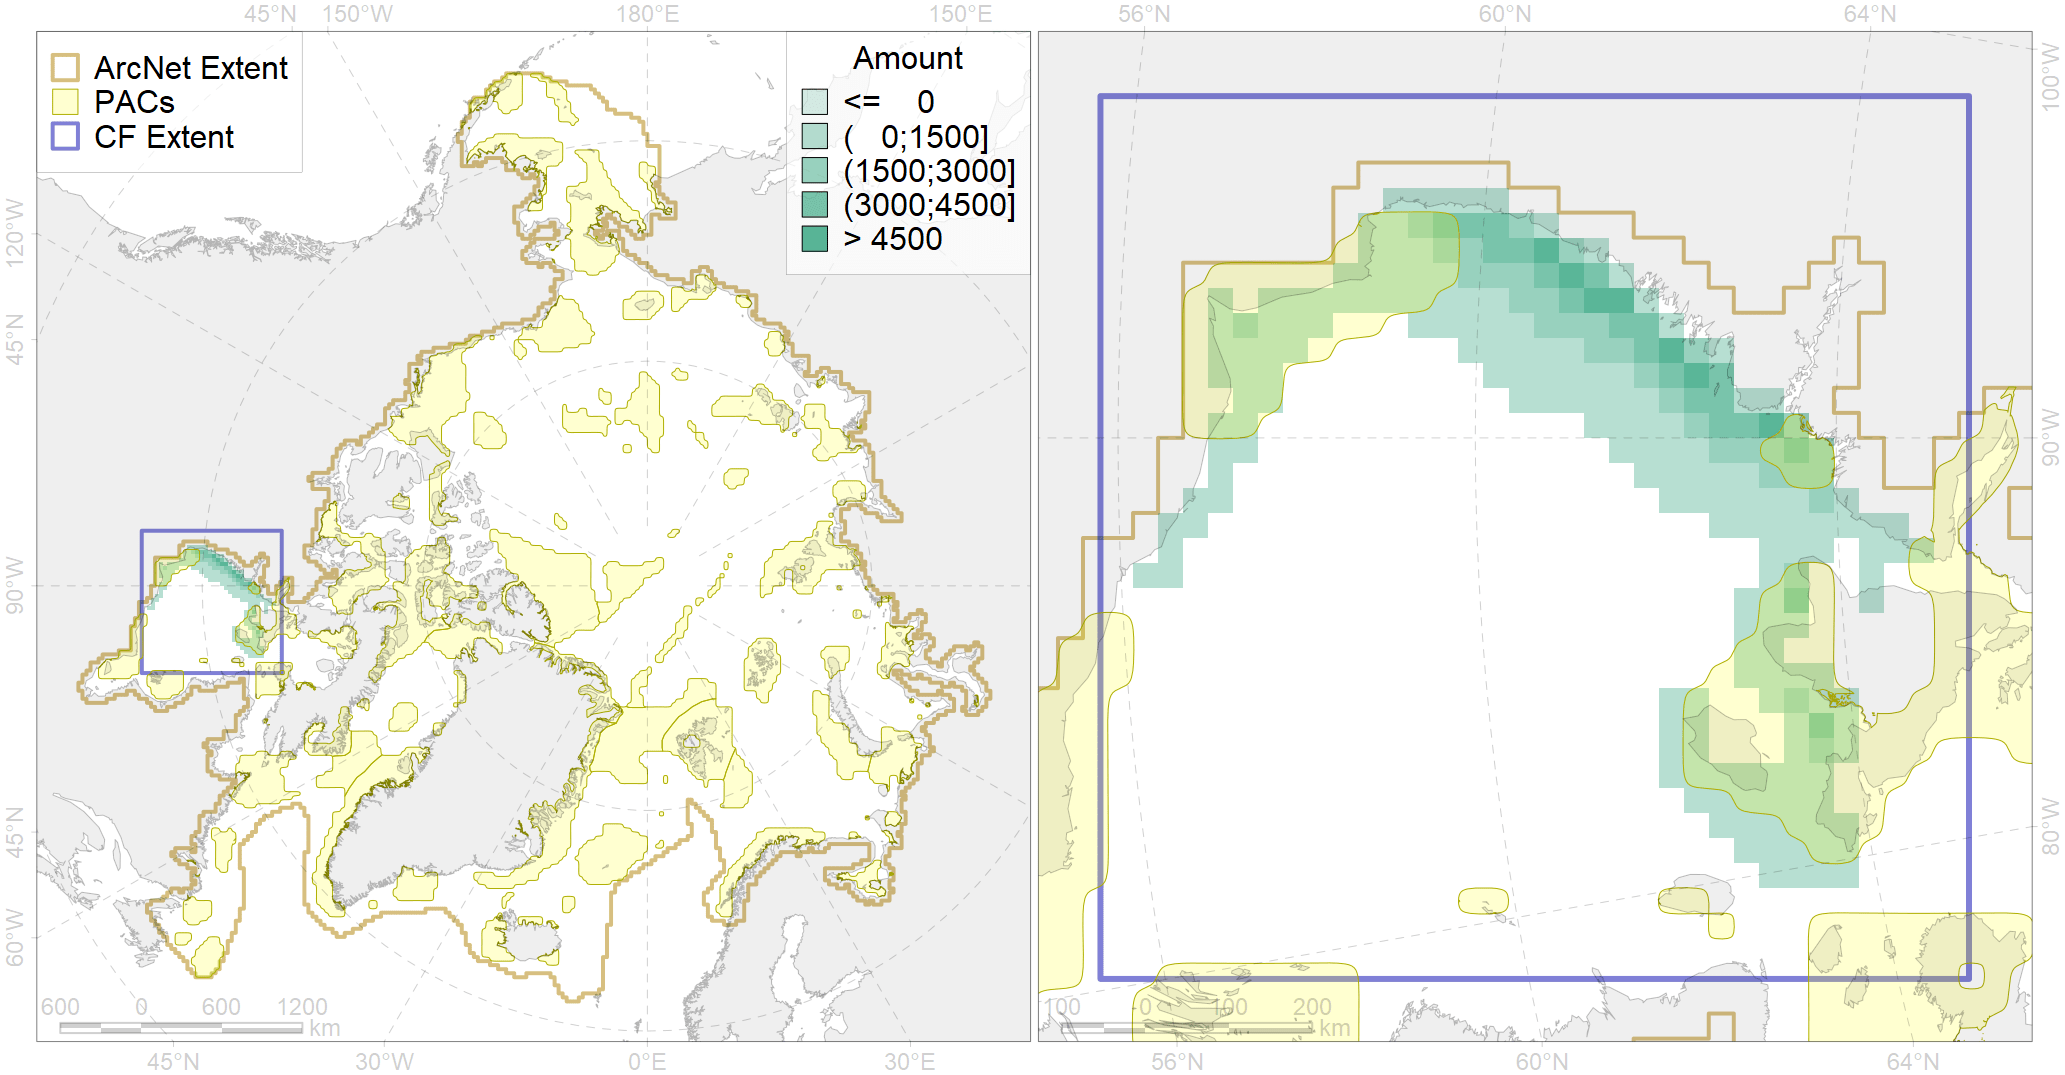 45°N 150°W 180°E 150°E 56°N 60°N 64°N
ArcNet Extent
PACs
CF Extent
Amount
<= 0
( 0;1500]
(1500;3000]
(3000;4500]
> 4500
120°W
45°N
90°W
45°N
60°W
100°W
90°W
80°W
600 0 600 1200
km
100 0 100 200
km
45°N 30°W 0°E 30°E 56°N 60°N 64°N